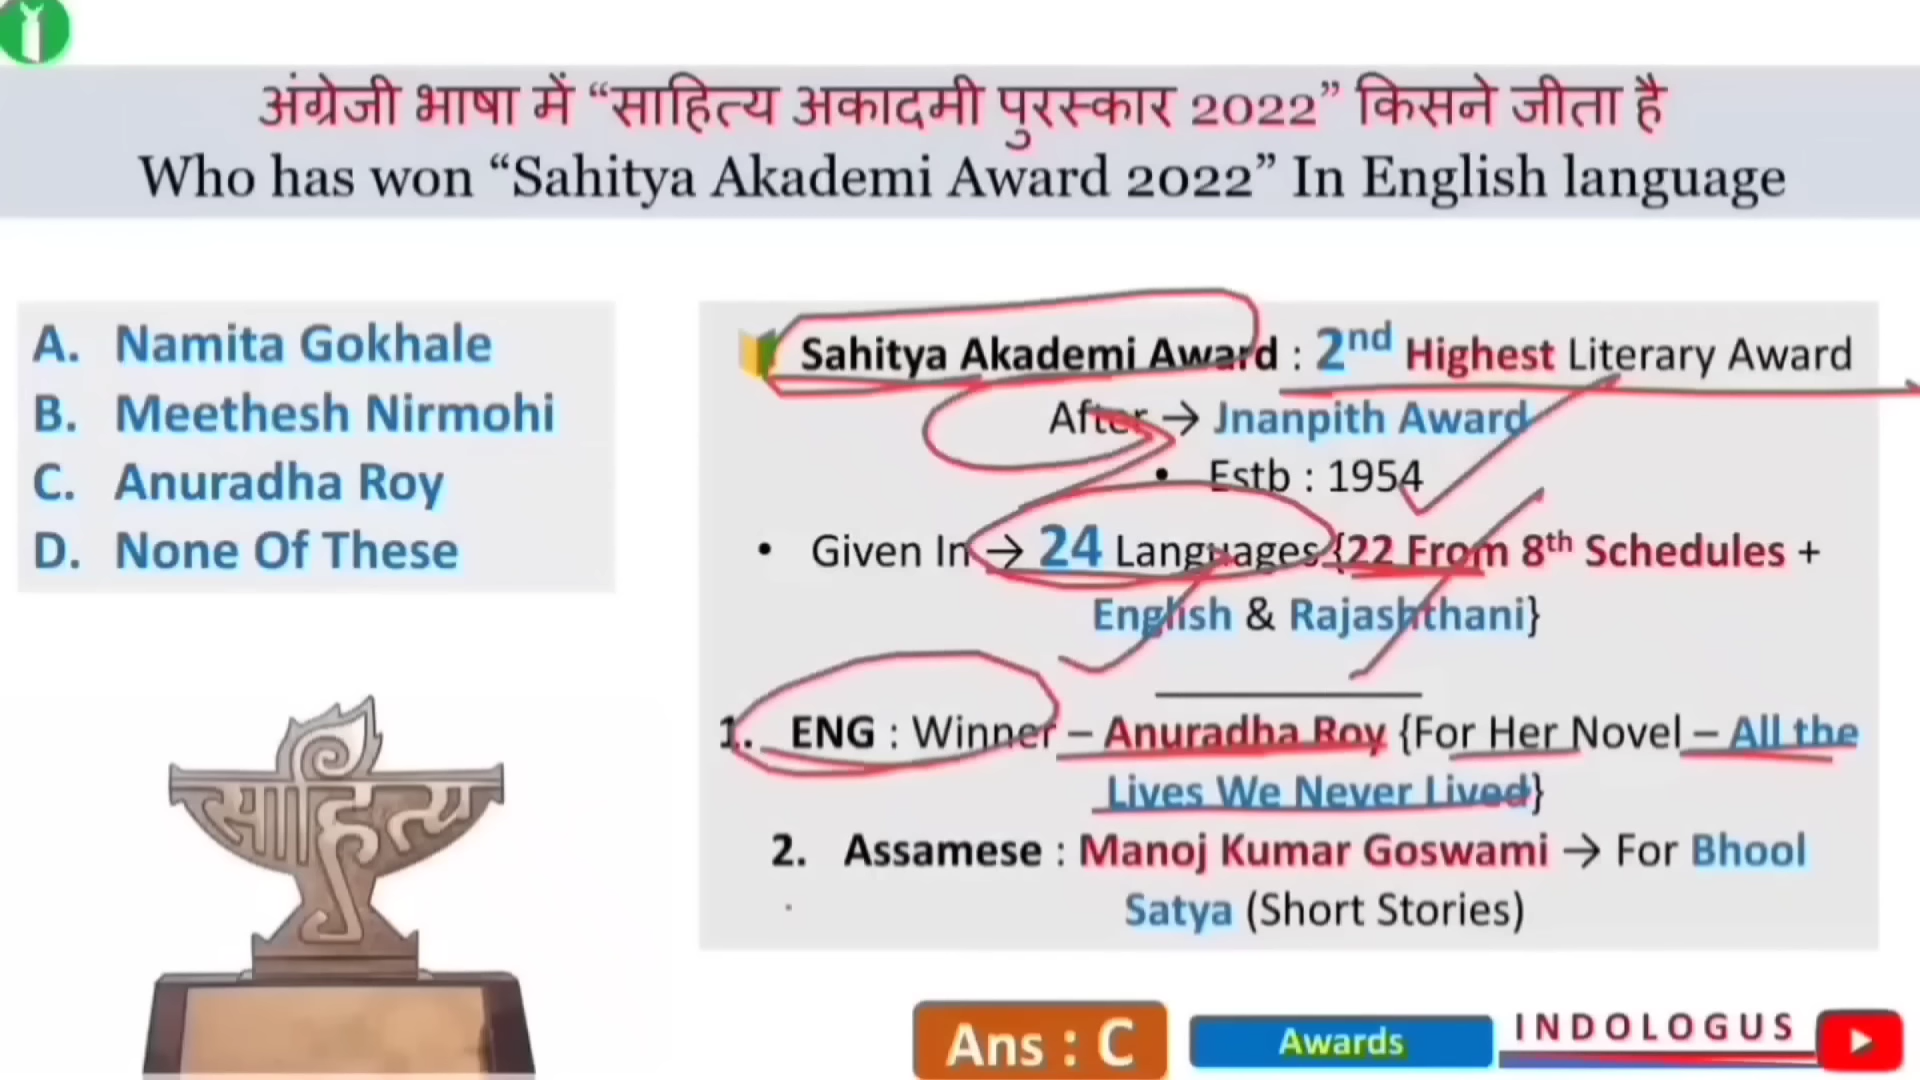 अंग्रेजी भाषा में “साहित्य अकादमी पुरस्कार 2022” किसने जीता है
Who has won “Sahitya Akademi Award 2022” In English language
A. Namita Gokhale
B. Meethesh Nirmohi
C. Anuradha Roy
D. None Of These
Sahitya Akademi Award : 2nd Highest Literary Award
After → Jnanpith Award
• Estb : 1954
• Given In → 24 Languages {22 From 8th Schedules +
English & Rajashthani}
1. ENG : Winner – Anuradha Roy {For Her Novel – All the
Lives We Never Lived}
2. Assamese : Manoj Kumar Goswami → For Bhool
Satya (Short Stories)
साहित्य
Ans : C
Awards
INDOLOGUS